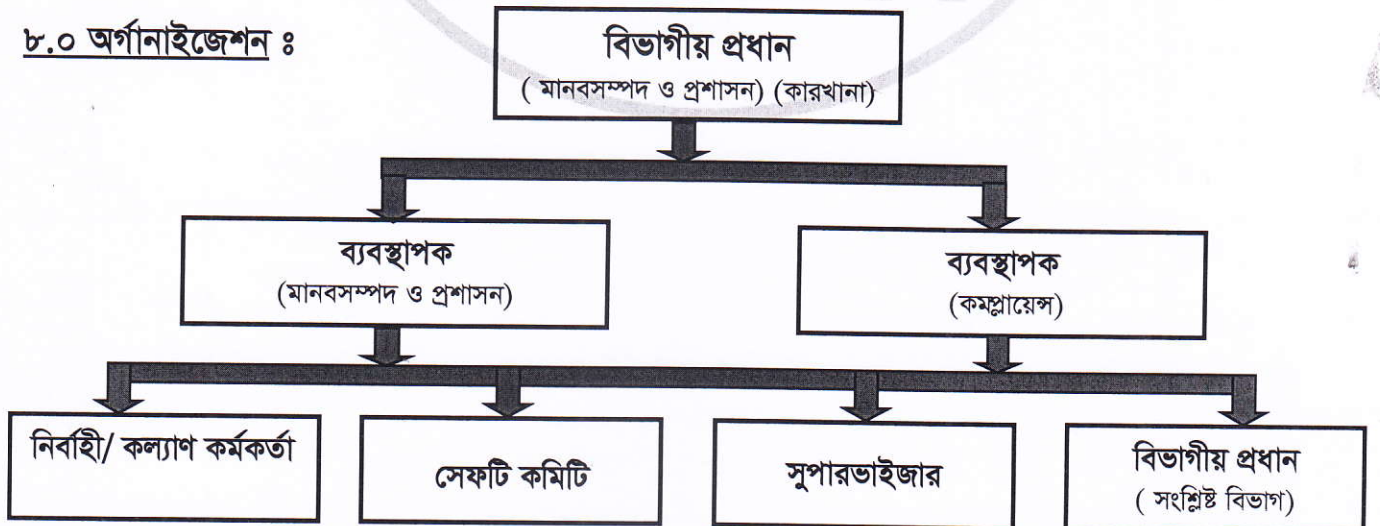 ৮.০ অর্গানাইজেশন ঃ
বিভাগীয় প্রধান
( মানবসম্পদ ও প্রশাসন) (কারখানা)
ব্যবস্থাপক
(মানবসম্পদ ও প্রশাসন)
ব্যবস্থাপক
(কমপ্লায়েন্স)
নির্বাহী/ কল্যাণ কর্মকর্তা
সেফটি কমিটি
সুপারভাইজার
বিভাগীয় প্রধান
( সংশ্লিষ্ট বিভাগ)